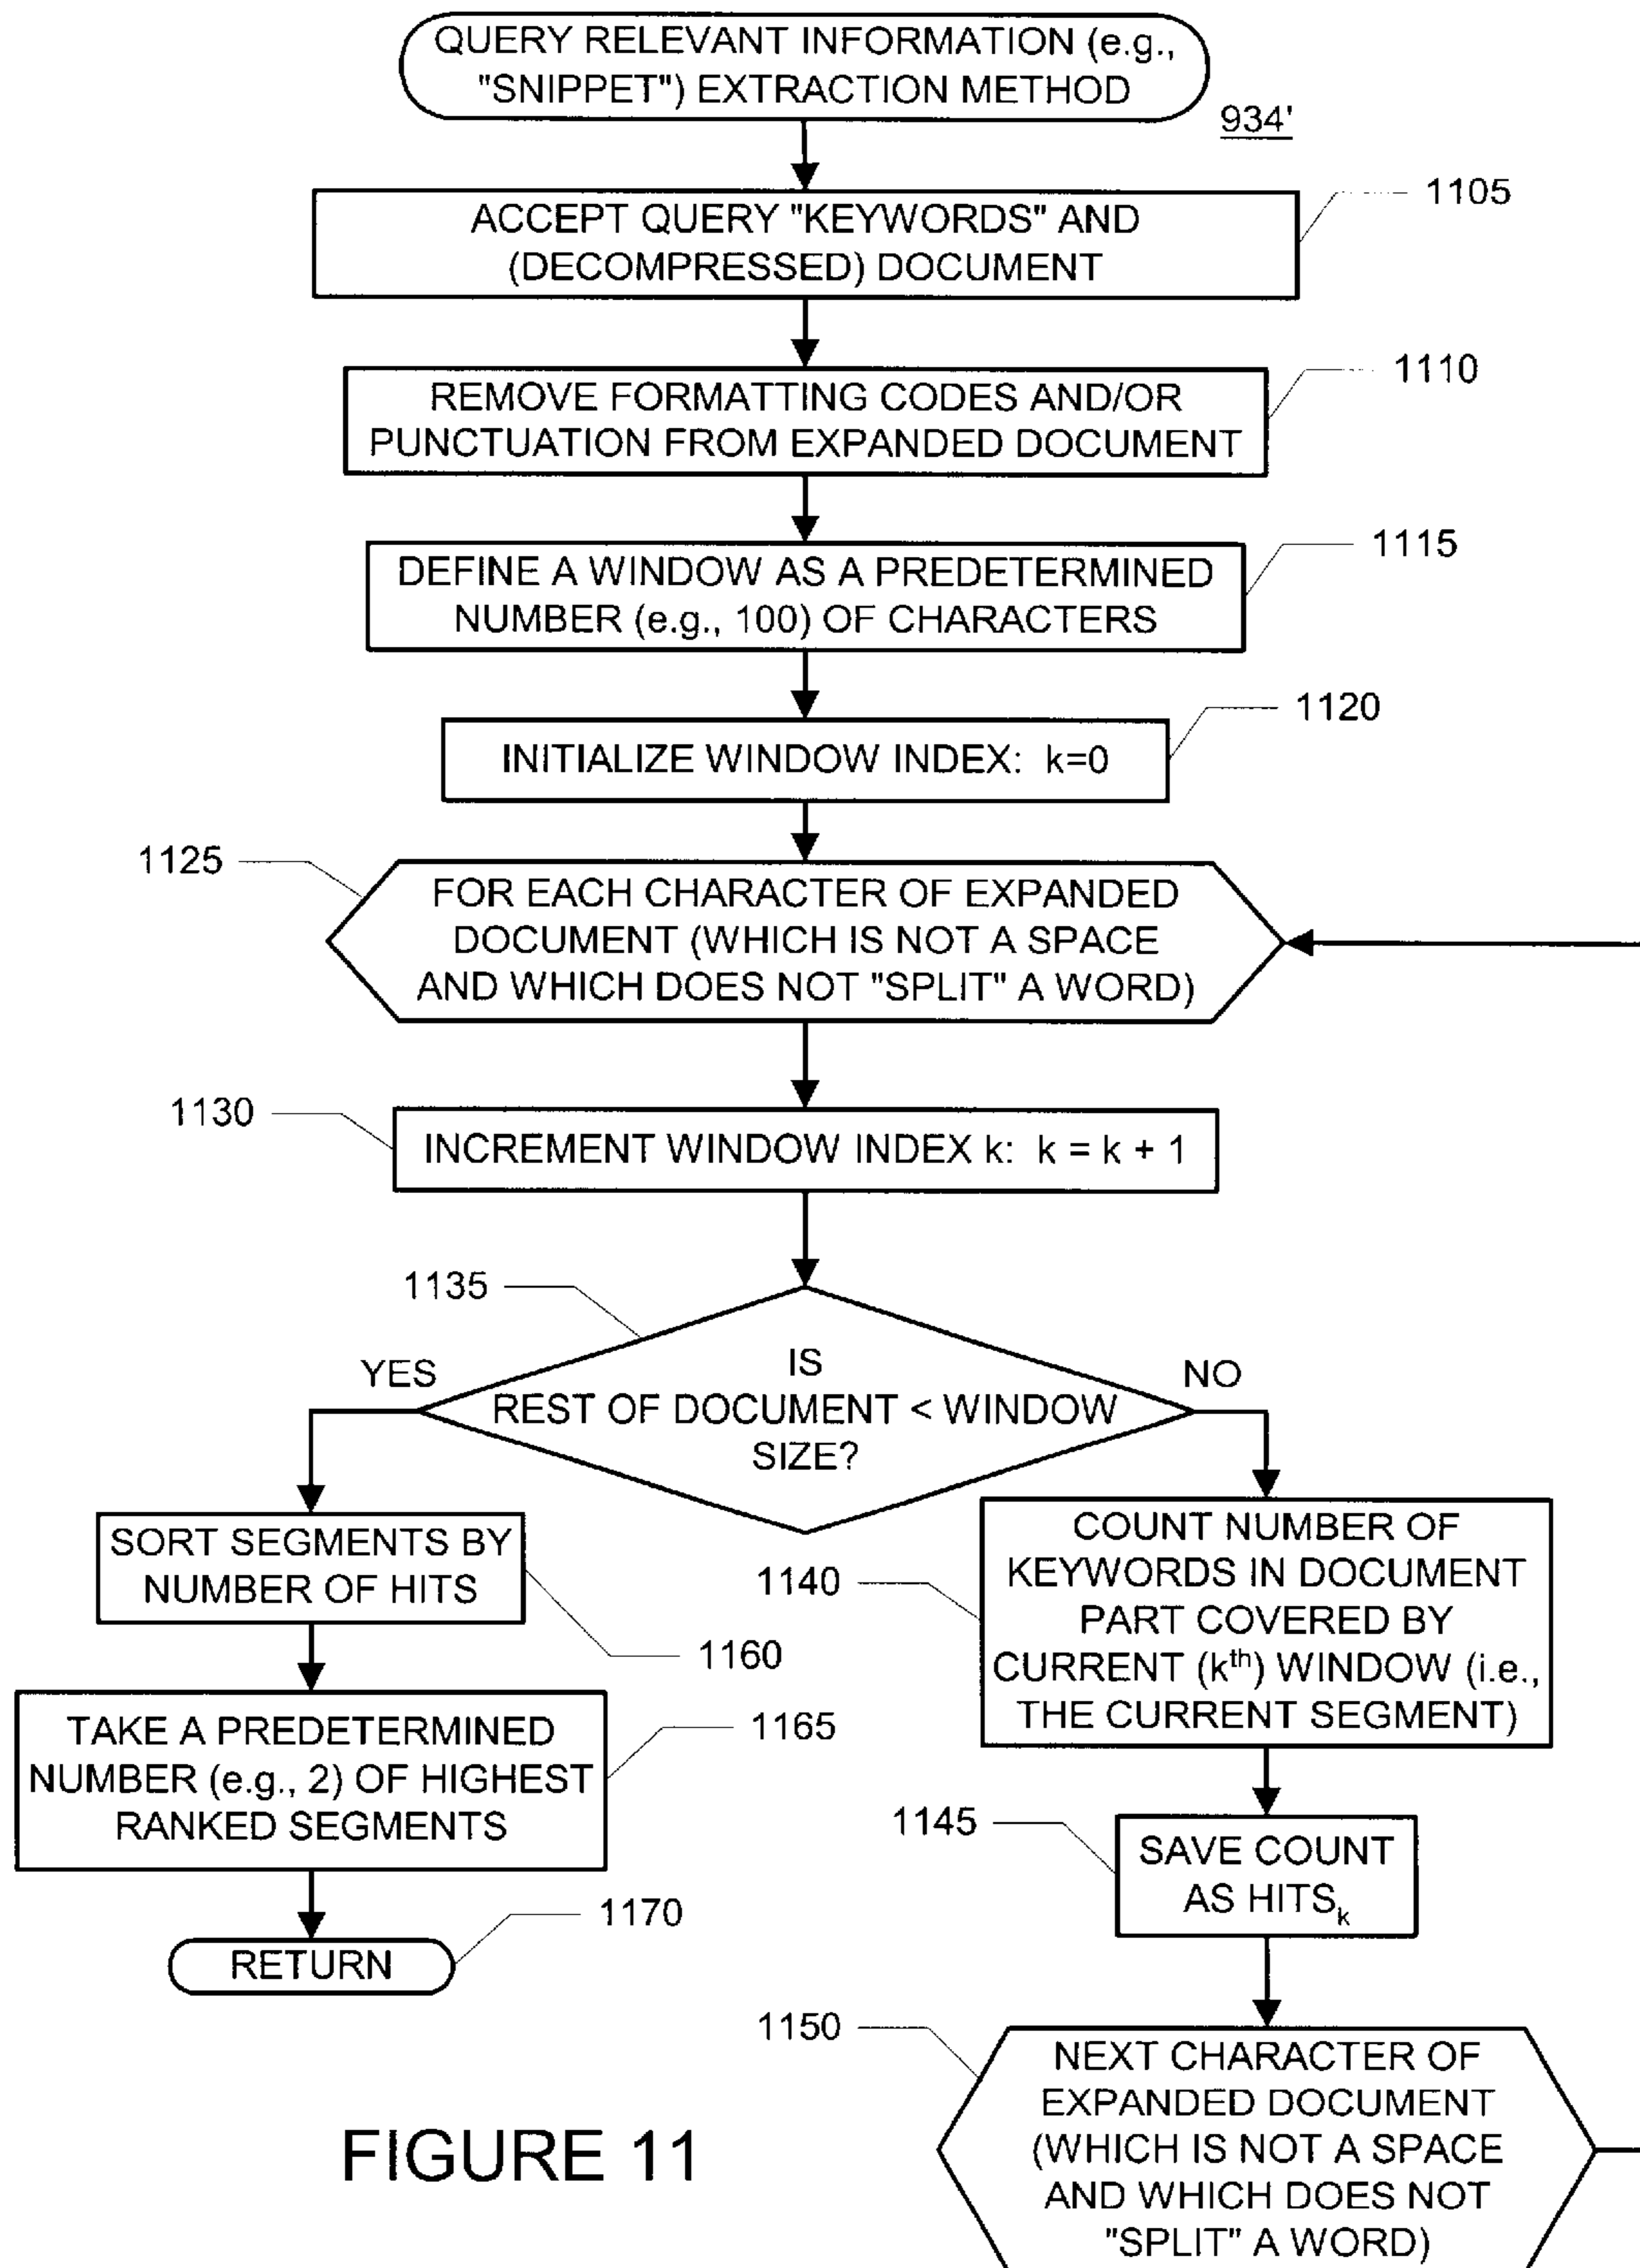 QUERY RELEVANT INFORMATION (e.g.,
"SNIPPET") EXTRACTION METHOD
934'
1105
ACCEPT QUERY "KEYWORDS" AND
(DECOMPRESSED) DOCUMENT
1110
REMOVE FORMATTING CODES AND/OR
PUNCTUATION FROM EXPANDED DOCUMENT
1115
DEFINE A WINDOW AS A PREDETERMINED
NUMBER (e.g., 100) OF CHARACTERS
1120
INITIALIZE WINDOW INDEX: k=0
1125
FOR EACH CHARACTER OF EXPANDED
DOCUMENT (WHICH IS NOT A SPACE
AND WHICH DOES NOT "SPLIT" A WORD)
1130
INCREMENT WINDOW INDEX k: k = k + 1
1135
IS
REST OF DOCUMENT < WINDOW
SIZE?
YES
NO
SORT SEGMENTS BY
NUMBER OF HITS
1160
TAKE A PREDETERMINED
NUMBER (e.g., 2) OF HIGHEST
RANKED SEGMENTS
1165
RETURN
1170
COUNT NUMBER OF
KEYWORDS IN DOCUMENT
PART COVERED BY
CURRENT (kth) WINDOW (i.e.,
THE CURRENT SEGMENT)
1140
1145
SAVE COUNT
AS HITSk
1150
NEXT CHARACTER OF
EXPANDED DOCUMENT
(WHICH IS NOT A SPACE
AND WHICH DOES NOT
"SPLIT" A WORD)
FIGURE 11